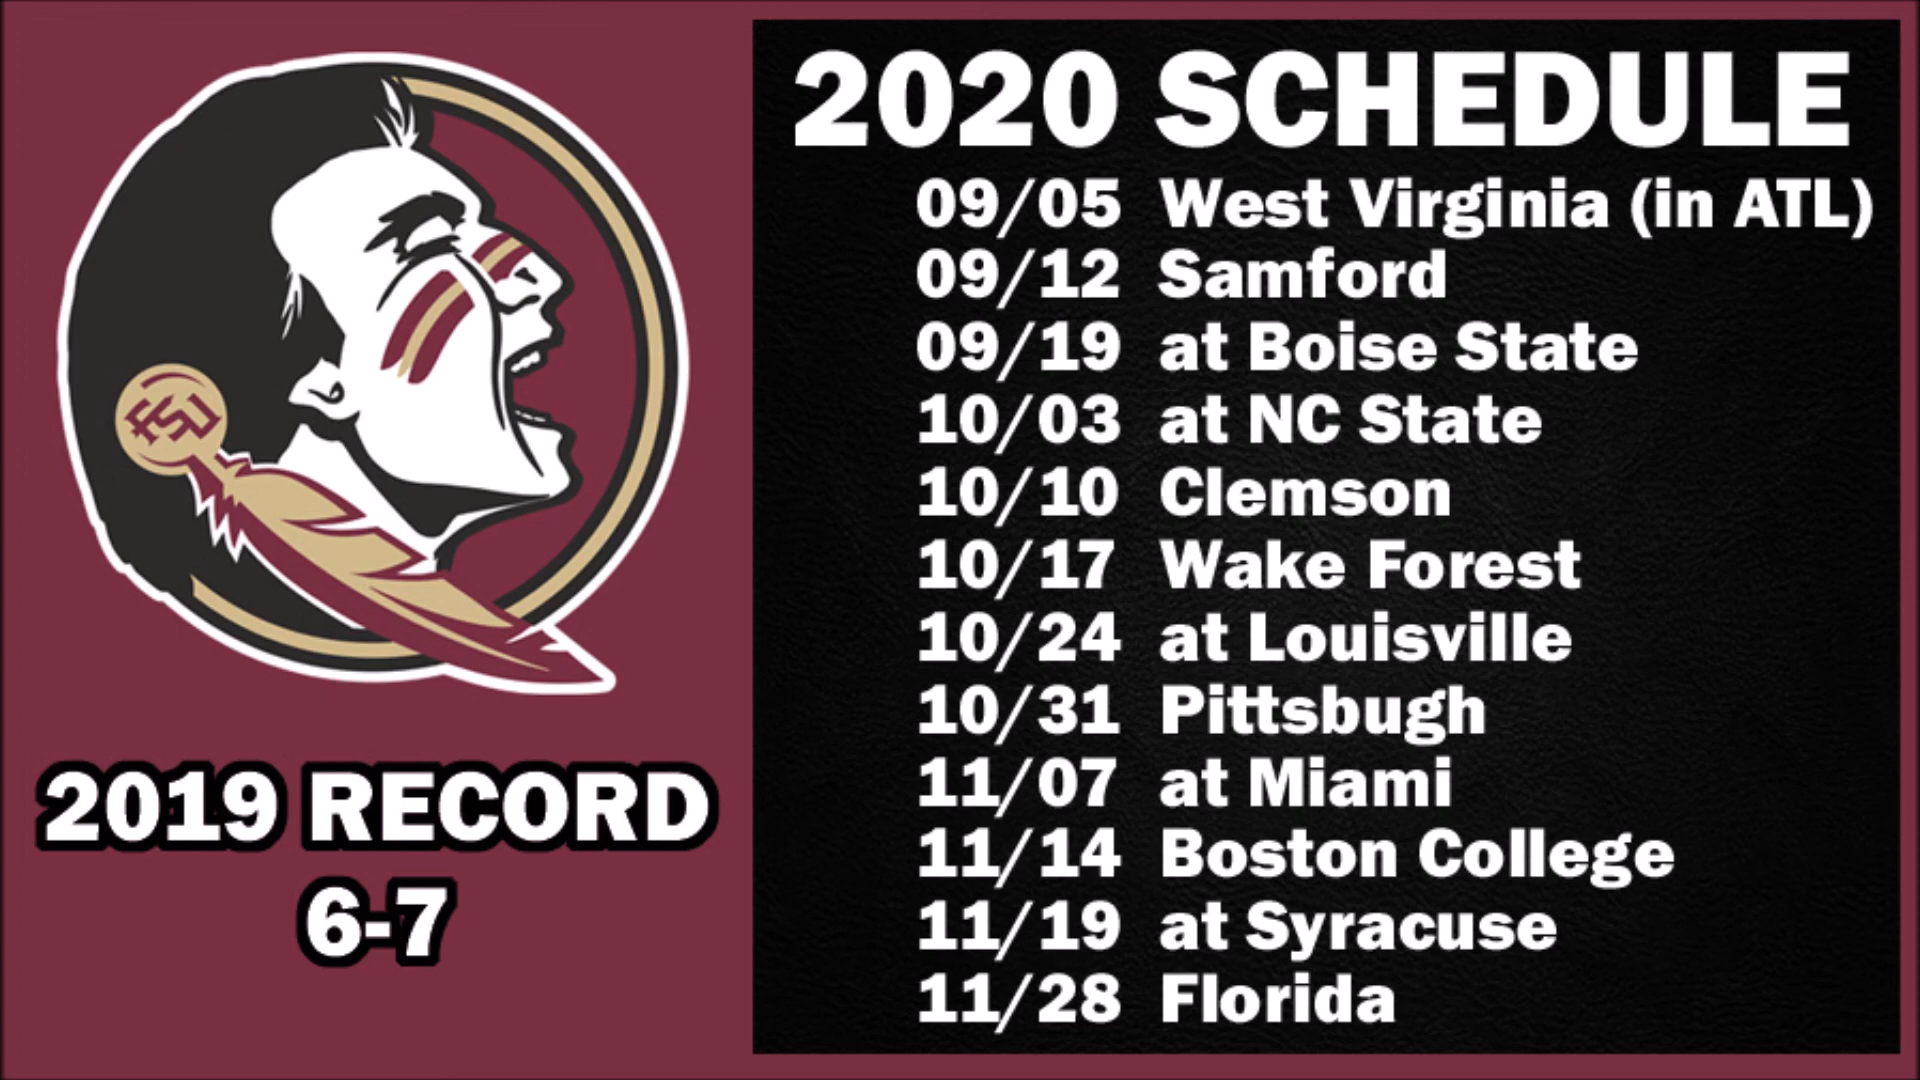 FSU
2019 RECORD
6-7
2020 SCHEDULE
09/05 West Virginia (in ATL)
09/12 Samford
09/19 at Boise State
10/03 at NC State
10/10 Clemson
10/17 Wake Forest
10/24 at Louisville
10/31 Pittsbugh
11/07 at Miami
11/14 Boston College
11/19 at Syracuse
11/28 Florida